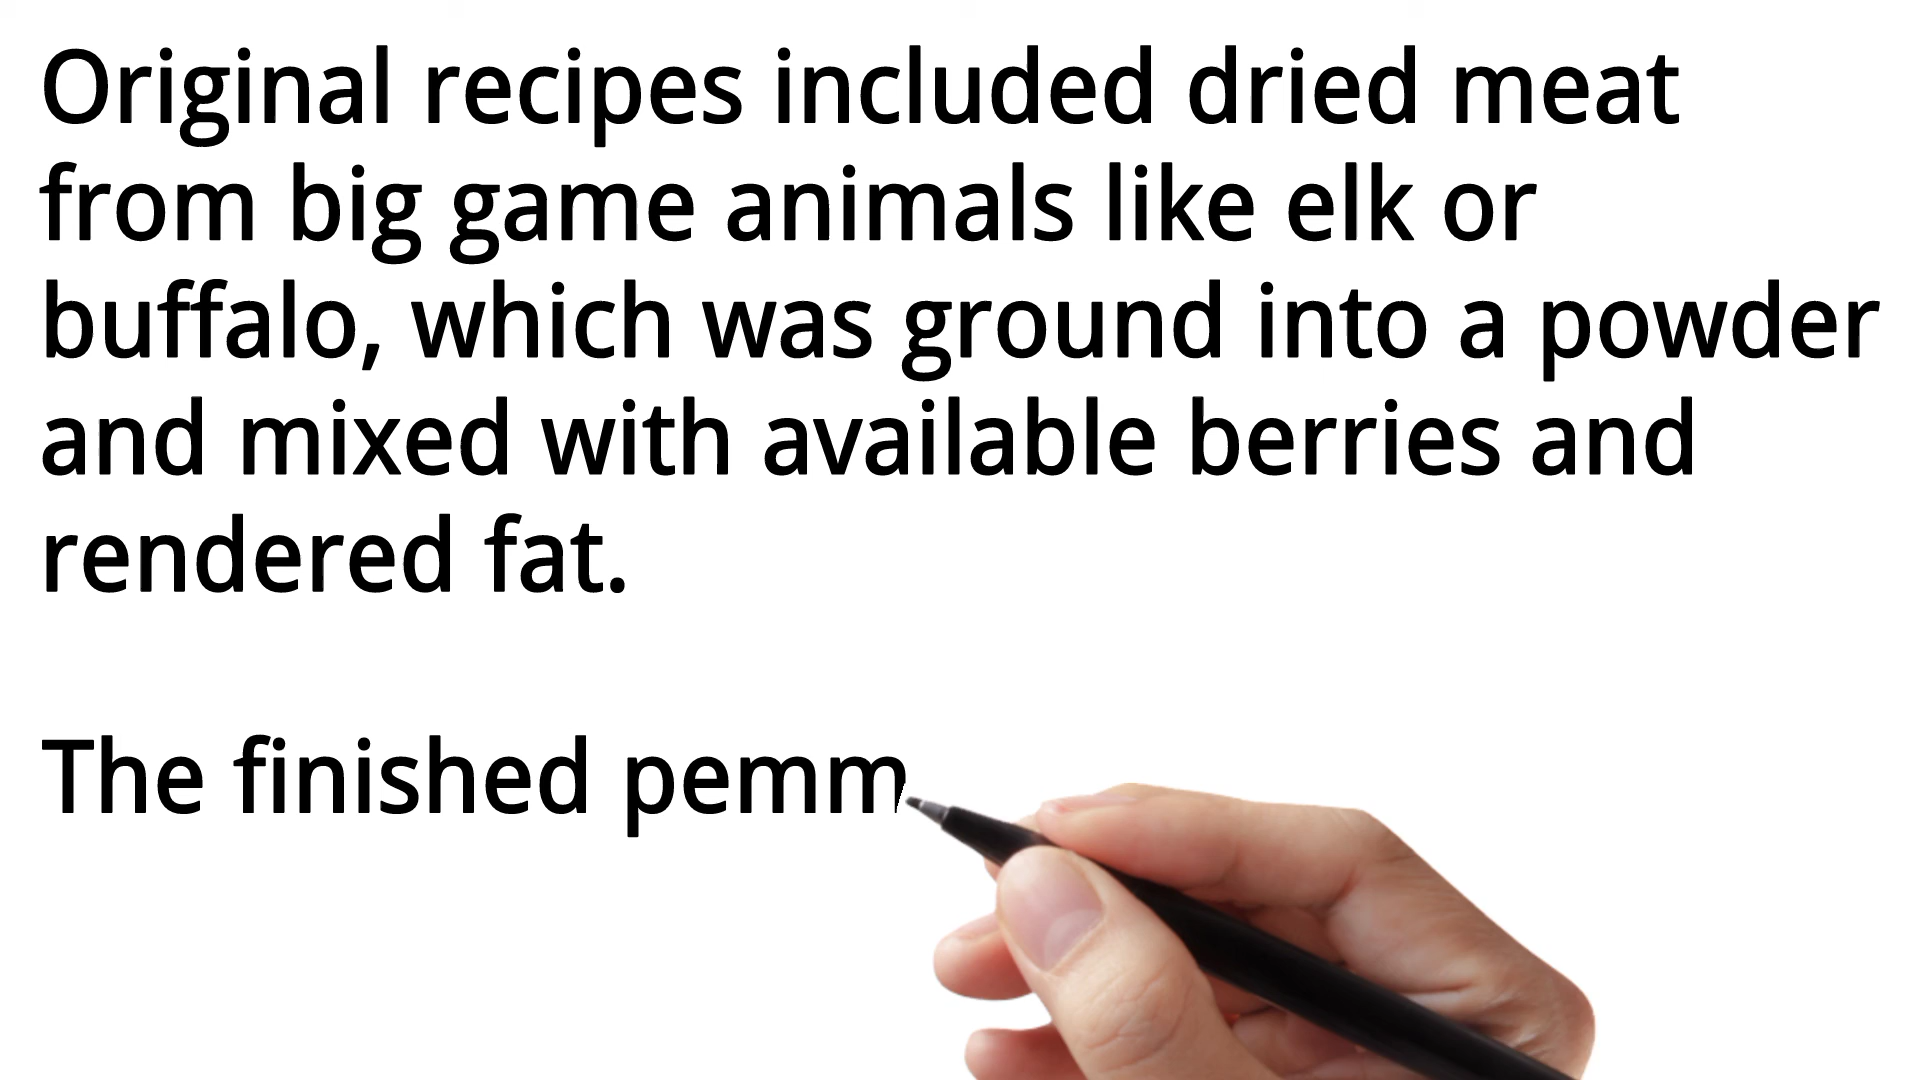 Original recipes included dried meat
from big game animals like elk or
buffalo, which was ground into a powder
and mixed with available berries and
rendered fat.
The finished pemm